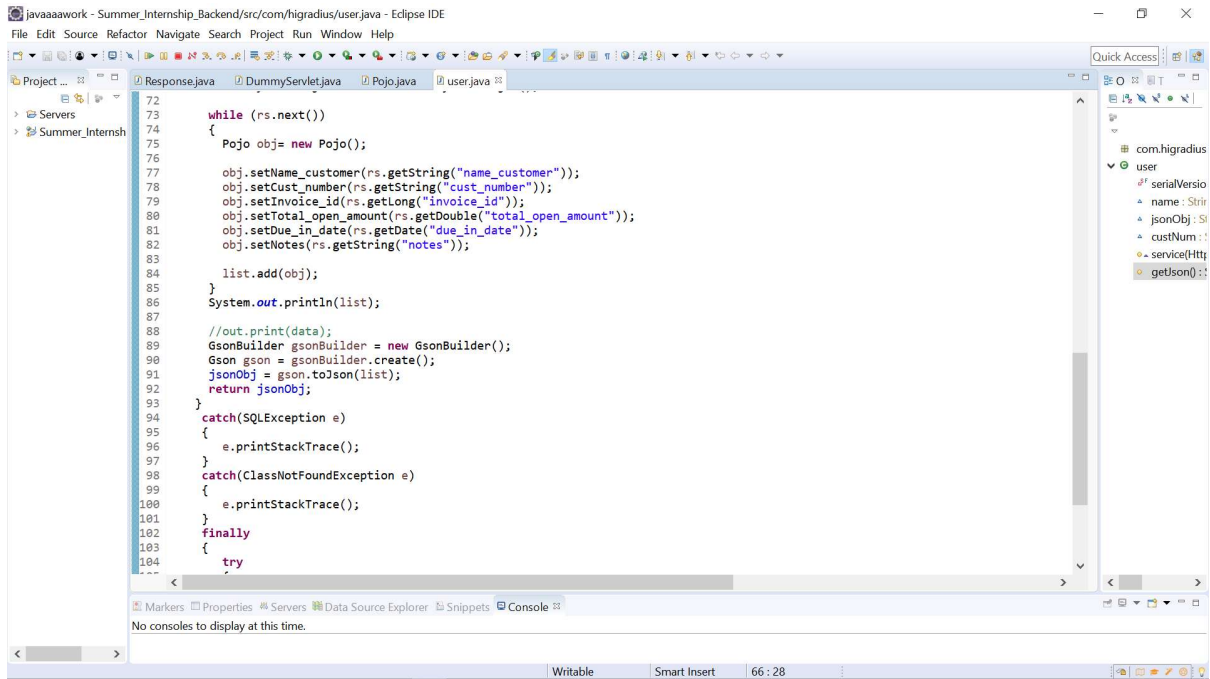 javaaaawork - Summer_Internship_Backend/src/com/higradius/user.java - Eclipse IDE
File Edit Source Refactor Navigate Search Project Run Window Help
Quick Access
Project ...
Response.java DummyServlet.java Pojo.java user.java
Servers
Summer_Internsh
72
73 while (rs.next())
74 {
75 Pojo obj= new Pojo();
76
77 obj.setName_customer(rs.getString("name_customer"));
78 obj.setCust_number(rs.getString("cust_number"));
79 obj.setInvoice_id(rs.getLong("invoice_id"));
80 obj.setTotal_open_amount(rs.getDouble("total_open_amount"));
81 obj.setDue_in_date(rs.getDate("due_in_date"));
82 obj.setNotes(rs.getString("notes"));
83
84 list.add(obj);
85 }
86 System.out.println(list);
87
88 //out.print(data);
89 GsonBuilder gsonBuilder = new GsonBuilder();
90 Gson gson = gsonBuilder.create();
91 jsonObj = gson.toJson(list);
92 return jsonObj;
93 }
94 catch(SQLException e)
95 {
96 e.printStackTrace();
97 }
98 catch(ClassNotFoundException e)
99 {
100 e.printStackTrace();
101 }
102 finally
103 {
104 try
O T
com.higradius
user
serialVersio
name : Strir
jsonObj : St
custNum :
service(Http
getJson() :
Markers Properties Servers Data Source Explorer Snippets Console
No consoles to display at this time.
Writable Smart Insert 66 : 28